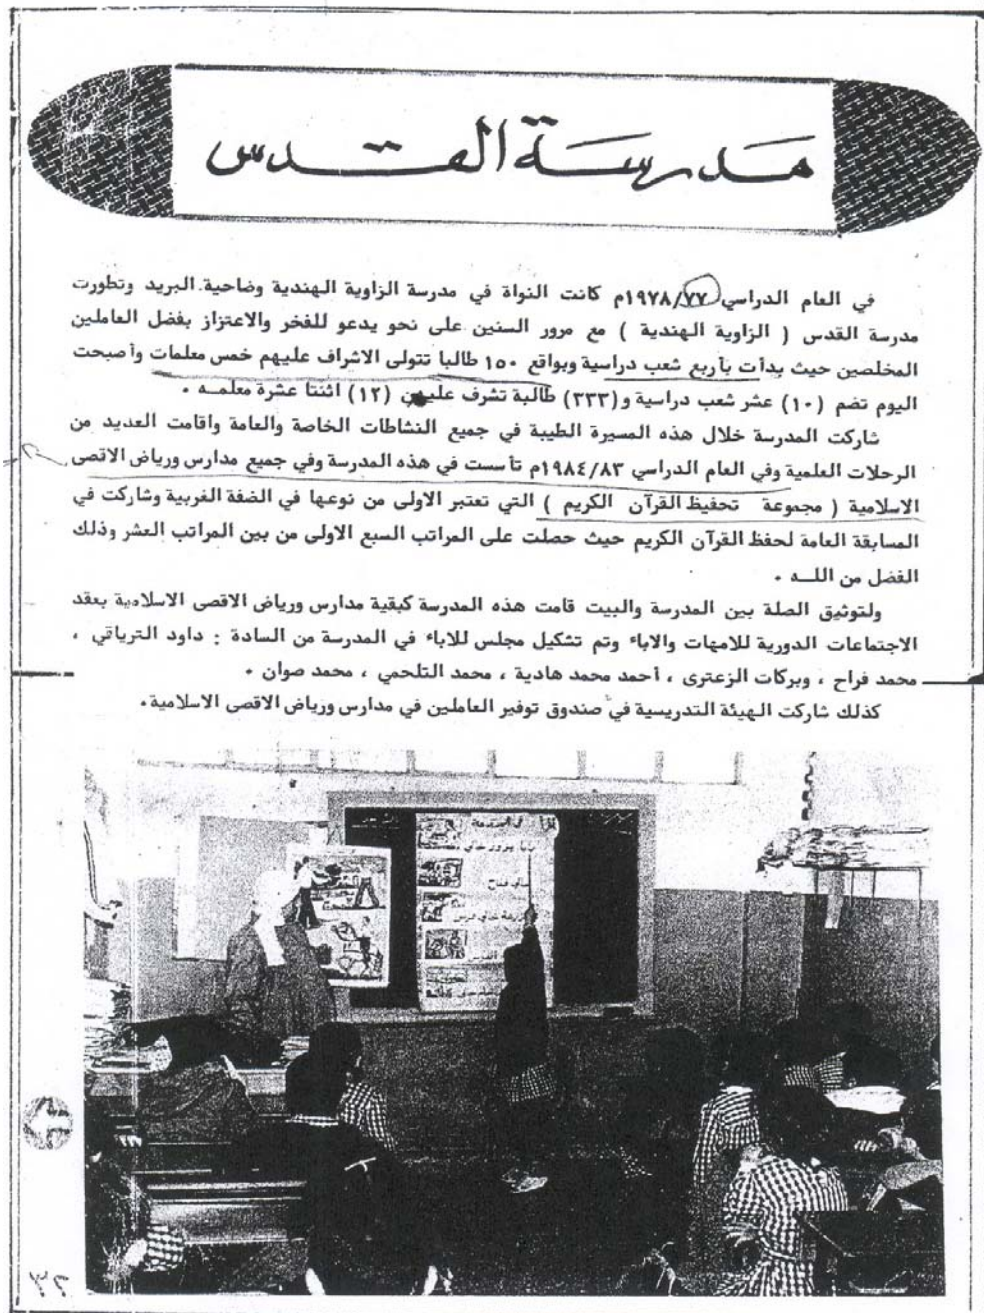 مدرسة القدس
في العام الدراسي ١٩٧٨/٧٧م كانت النواة في مدرسة الزاوية الهندية وضاحية البريد وتطورت
مدرسة القدس ( الزاوية الهندية ) مع مرور السنين على نحو يدعو للفخر والاعتزاز بفضل العاملين
المخلصين حيث بدأت بأربع شعب دراسية وبواقع ١٥٠ طالبا تتولى الاشراف عليهم خمس معلمات وأصبحت
اليوم تضم (١٠) عشر شعب دراسية و(٣٣٣) طالبة تشرف عليهن (١٢) اثنتا عشرة معلمه .
شاركت المدرسة خلال هذه المسيرة الطيبة في جميع النشاطات الخاصة والعامة واقامت العديد من
الرحلات العلمية وفي العام الدراسي ١٩٨٤/٨٣م تأسست في هذه المدرسة وفي جميع مدارس ورياض الاقصى
الاسلامية ( مجموعة تحفيظ القرآن الكريم ) التي تعتبر الاولى من نوعها في الضفة الغربية وشاركت في
المسابقة العامة لحفظ القرآن الكريم حيث حصلت على المراتب السبع الاولى من بين المراتب العشر وذلك
الفضل من اللــه .
ولتوثيق الصلة بين المدرسة والبيت قامت هذه المدرسة كبقية مدارس ورياض الاقصى الاسلامية بعقد
الاجتماعات الدورية للامهات والاباء وتم تشكيل مجلس للاباء في المدرسة من السادة : داود الترياقي ،
محمد فراح ، وبركات الزعترى ، أحمد محمد هادية ، محمد التلحمي ، محمد صوان .
كذلك شاركت الهيئة التدريسية في صندوق توفير العاملين في مدارس ورياض الاقصى الاسلامية.